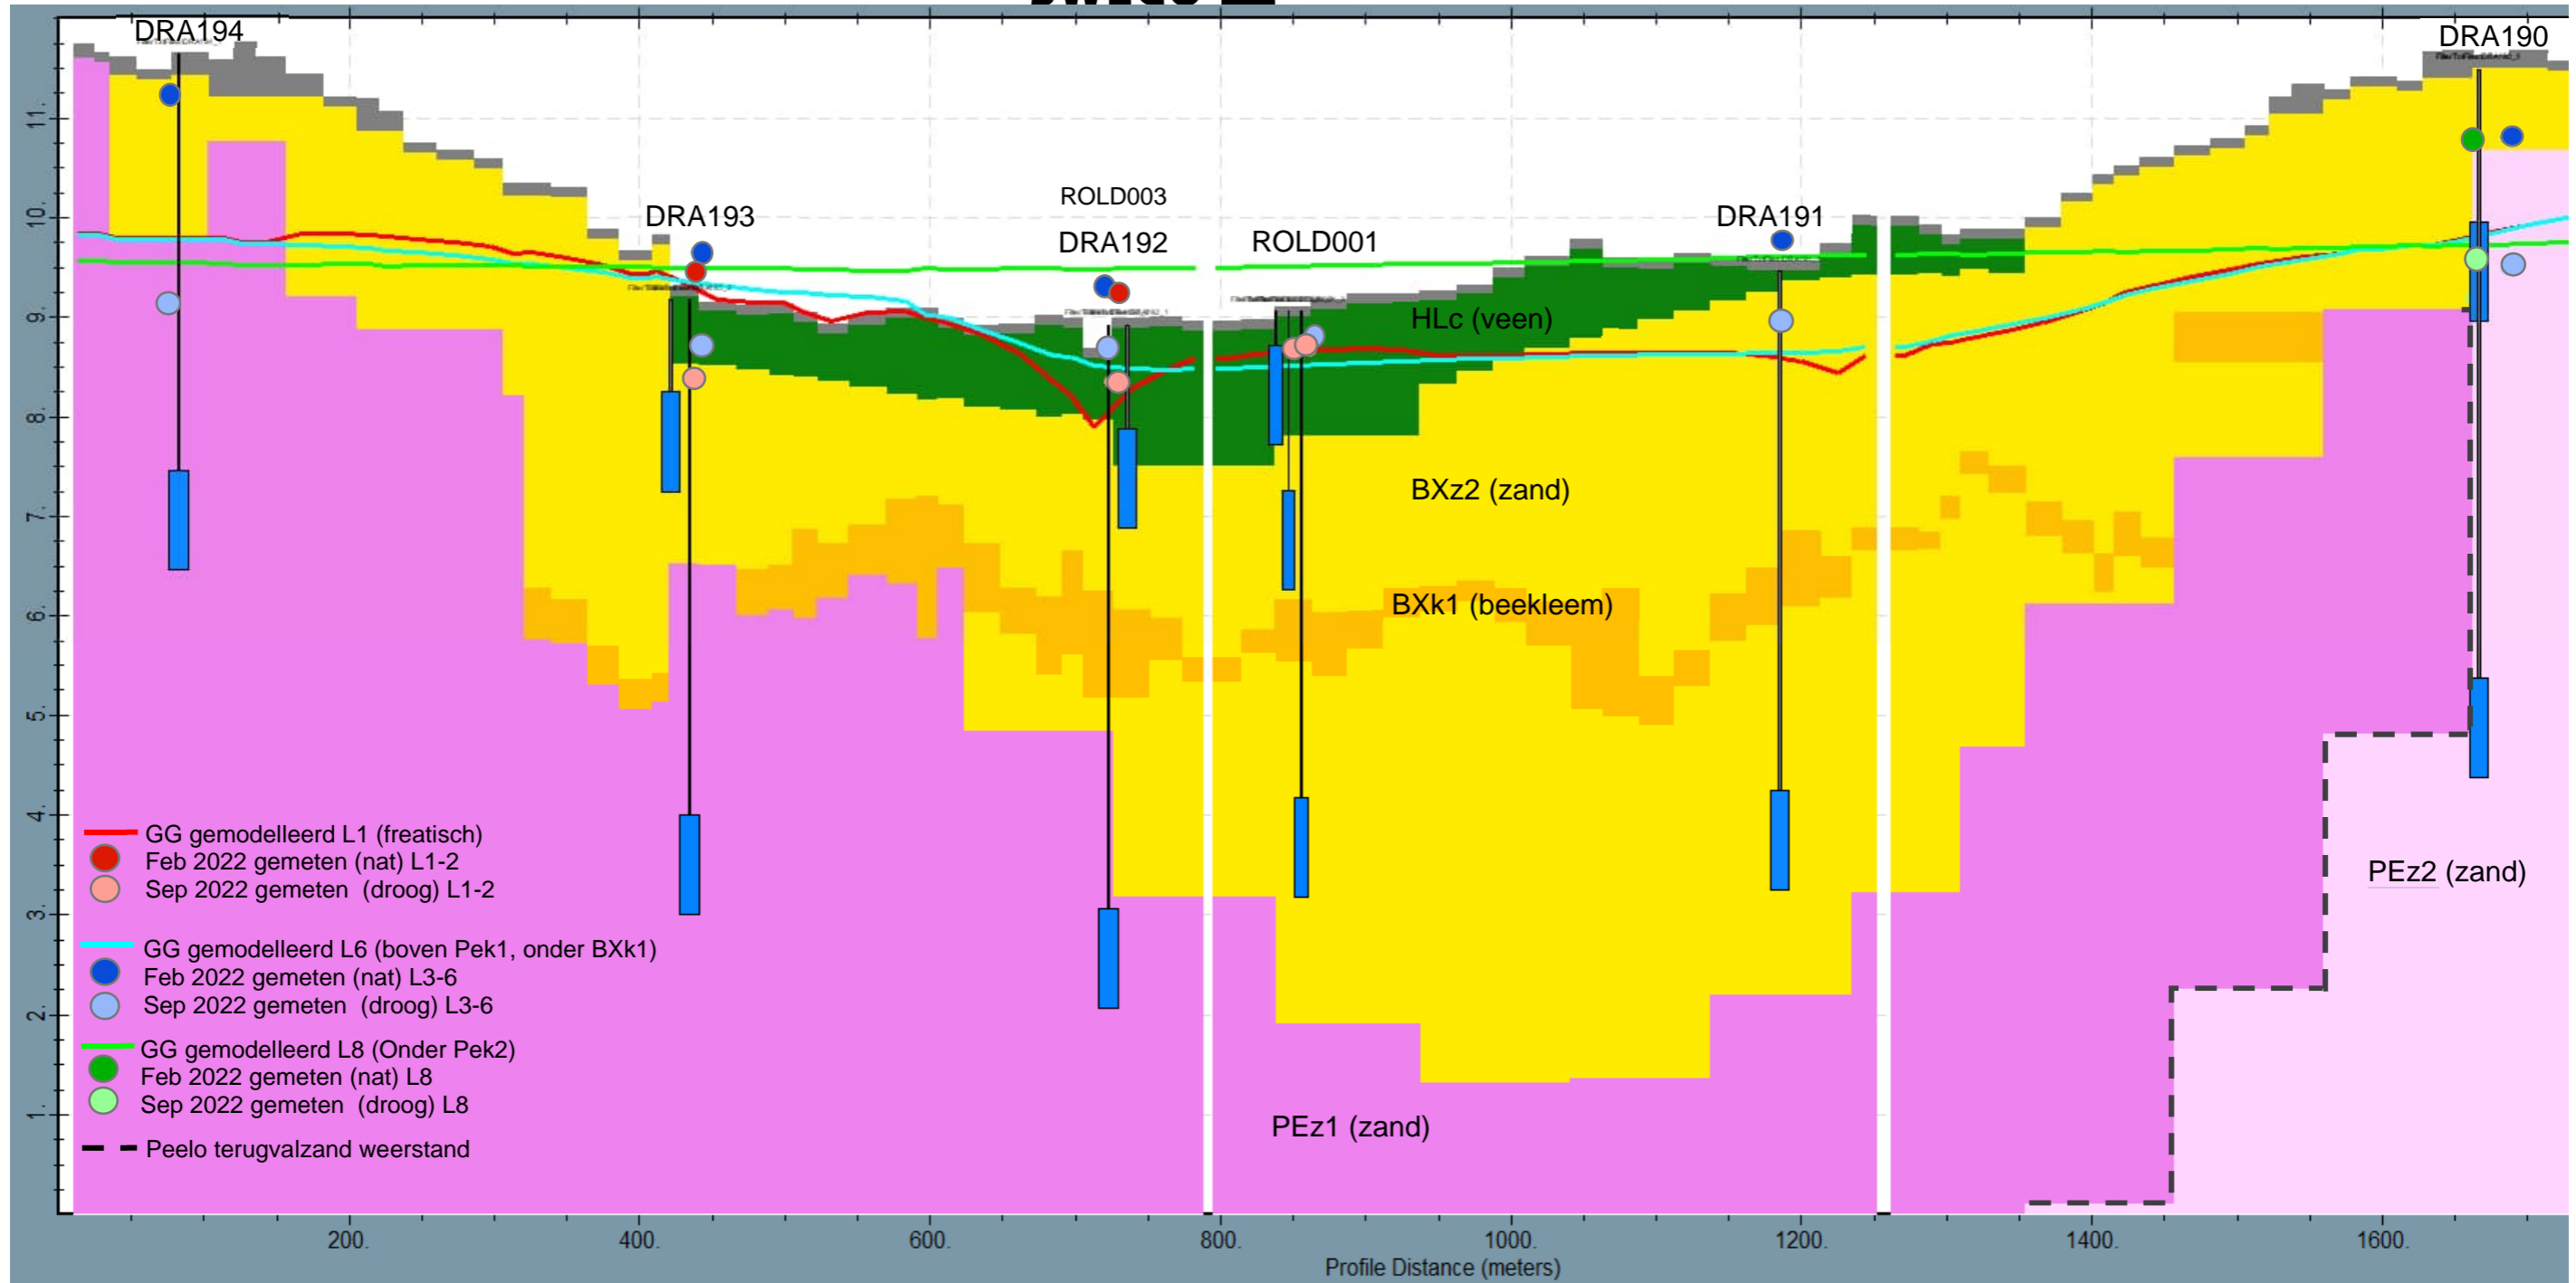 DRA194
DRA190
DRA193
ROLD003
DRA192
ROLD001
DRA191
HLc (veen)
BXz2 (zand)
BXk1 (beekleem)
PEz2 (zand)
PEz1 (zand)
GG gemodelleerd L1 (freatisch)
Feb 2022 gemeten (nat) L1-2
Sep 2022 gemeten (droog) L1-2
GG gemodelleerd L6 (boven Pek1, onder BXk1)
Feb 2022 gemeten (nat) L3-6
Sep 2022 gemeten (droog) L3-6
GG gemodelleerd L8 (Onder Pek2)
Feb 2022 gemeten (nat) L8
Sep 2022 gemeten (droog) L8
Peelo terugvalzand weerstand
11.
10.
9.
8.
7.
6.
5.
4.
3.
2.
1.
200. 400. 600. 800. 1000. 1200. 1400. 1600.
Profile Distance (meters)